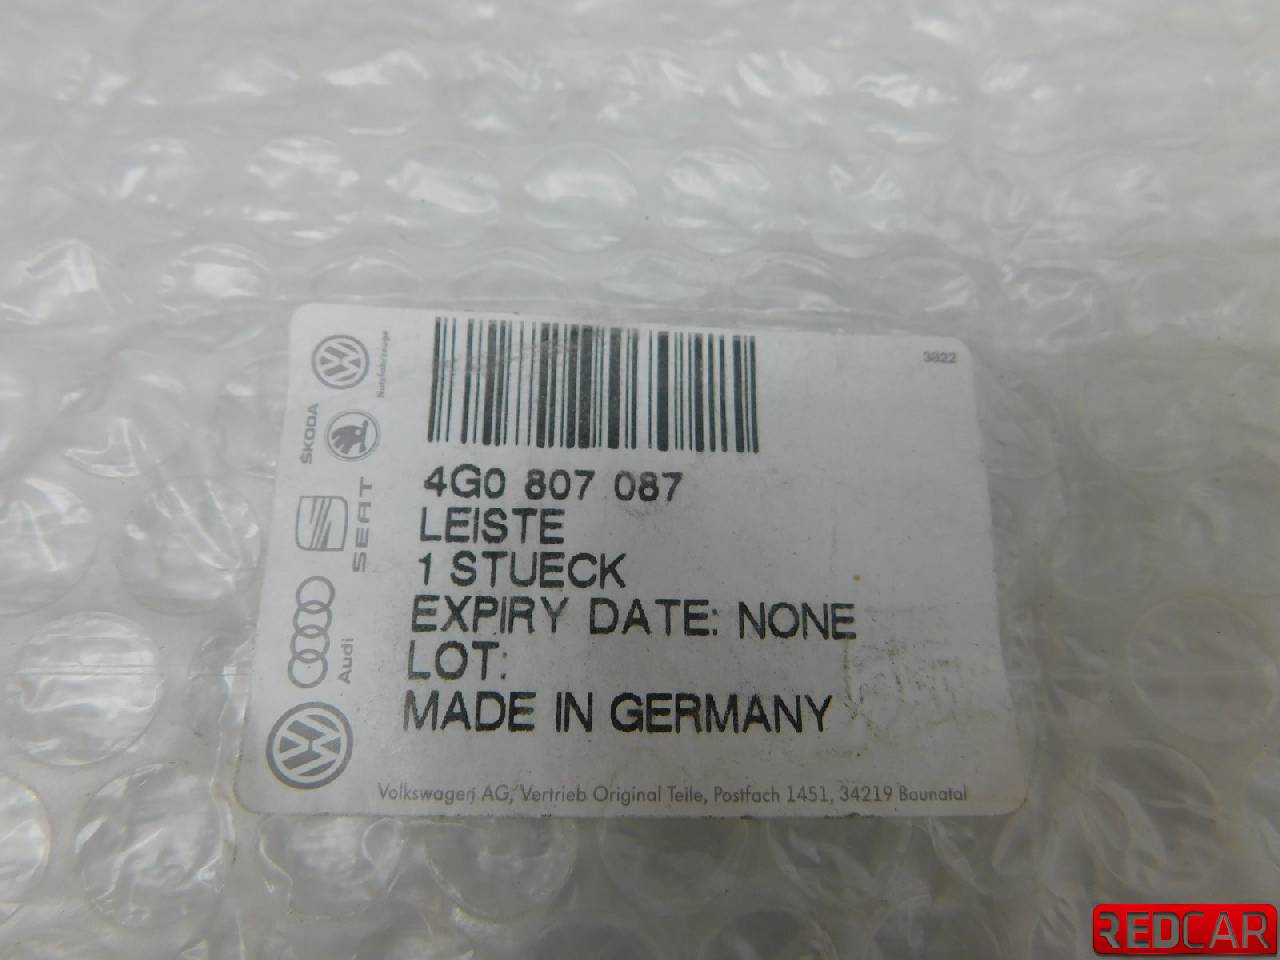 3822
Nutzfahrzeuge
ŠKODA
SEAT
Audi
4G0 807 087
LEISTE
1 STUECK
EXPIRY DATE: NONE
LOT:
MADE IN GERMANY
Volkswagen AG, Vertrieb Original Teile, Postfach 1451, 34219 Baunatal
REDCAR